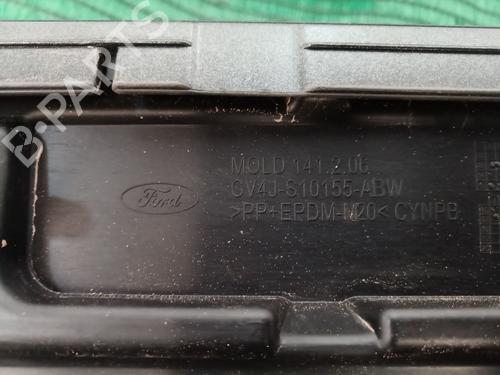 B-PARTS
Ford
MOLD 141.2.06
CV4J-S10155-ABW
>PP+EPDM-M20< CYNPB